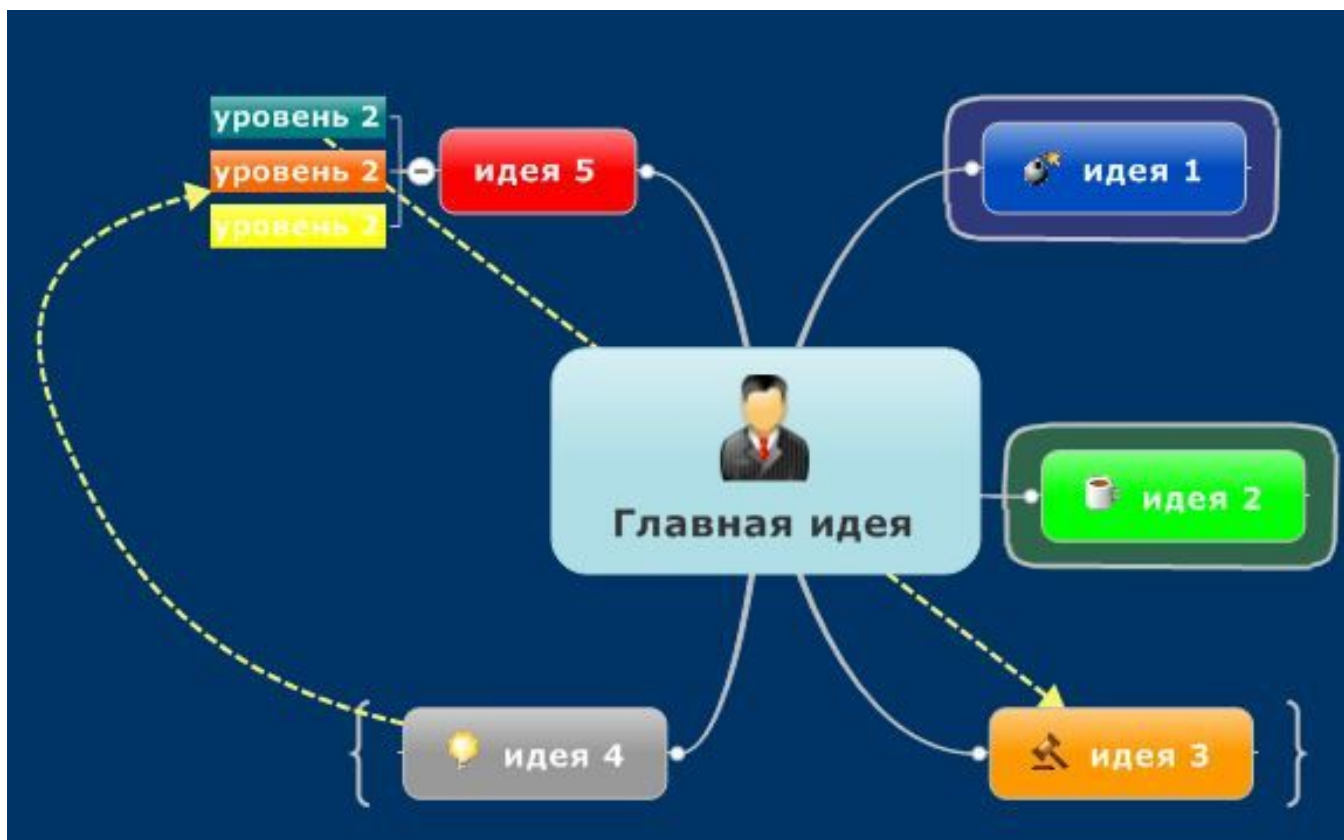 уровень 2
уровень 2
уровень 2
идея 5
идея 1
Главная идея
идея 2
идея 4
идея 3